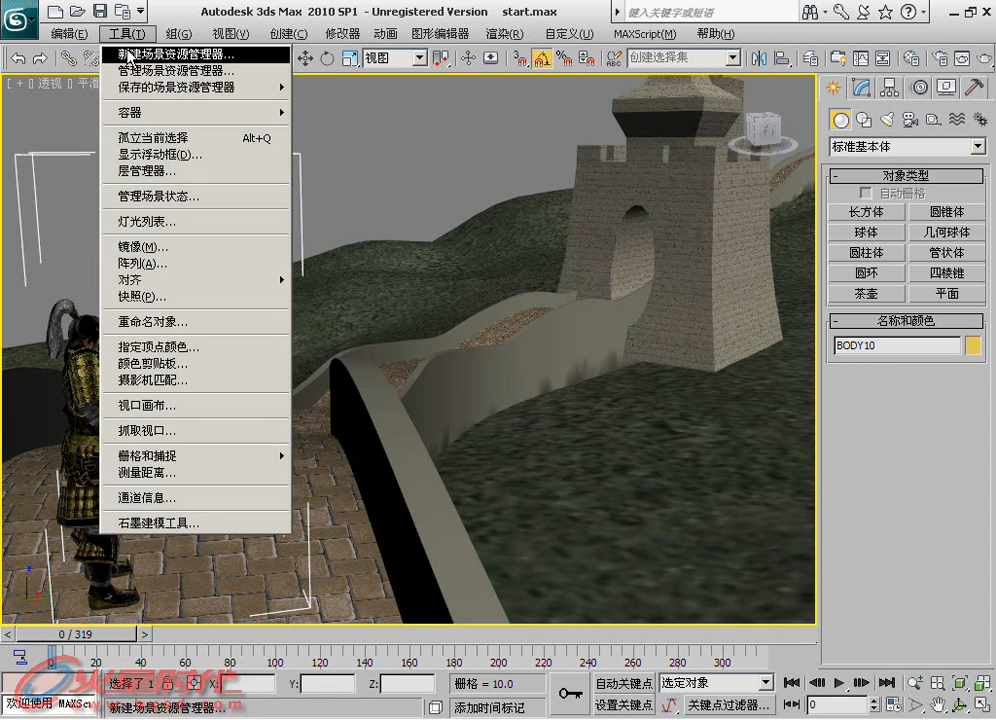 Autodesk 3ds Max 2010 SP1 - Unregistered Version start.max
键入关键字或短语
编辑(E) 工具(T) 组(G) 视图(V) 创建(C) 修改器 动画 图形编辑器 渲染(R) 自定义(U) MAXScript(M) 帮助(H)
视图
创建选择集
[ + ] 透视 ] 平滑
新建场景资源管理器...
管理场景资源管理器...
保存的场景资源管理器
容器
孤立当前选择 Alt+Q
显示浮动框(D)...
层管理器...
管理场景状态...
灯光列表...
镜像(M)...
阵列(A)...
对齐
快照(P)...
重命名对象...
指定顶点颜色...
颜色剪贴板...
摄影机匹配...
视口画布...
抓取视口...
栅格和捕捉
测量距离...
通道信息...
石墨建模工具...
标准基本体
- 对象类型
自动栅格
长方体 圆锥体
球体 几何球体
圆柱体 管状体
圆环 四棱锥
茶壶 平面
- 名称和颜色
BODY10
< 0 / 319 >
0 20 40 60 80 100 120 140 160 180 200 220 240 260 280 300
选择了 1 X: Y: Z: 栅格 = 10.0 自动关键点 选定对象
欢迎使用 MAXSc 新建场景资源管理器... 添加时间标记 设置关键点 关键点过滤器... 0